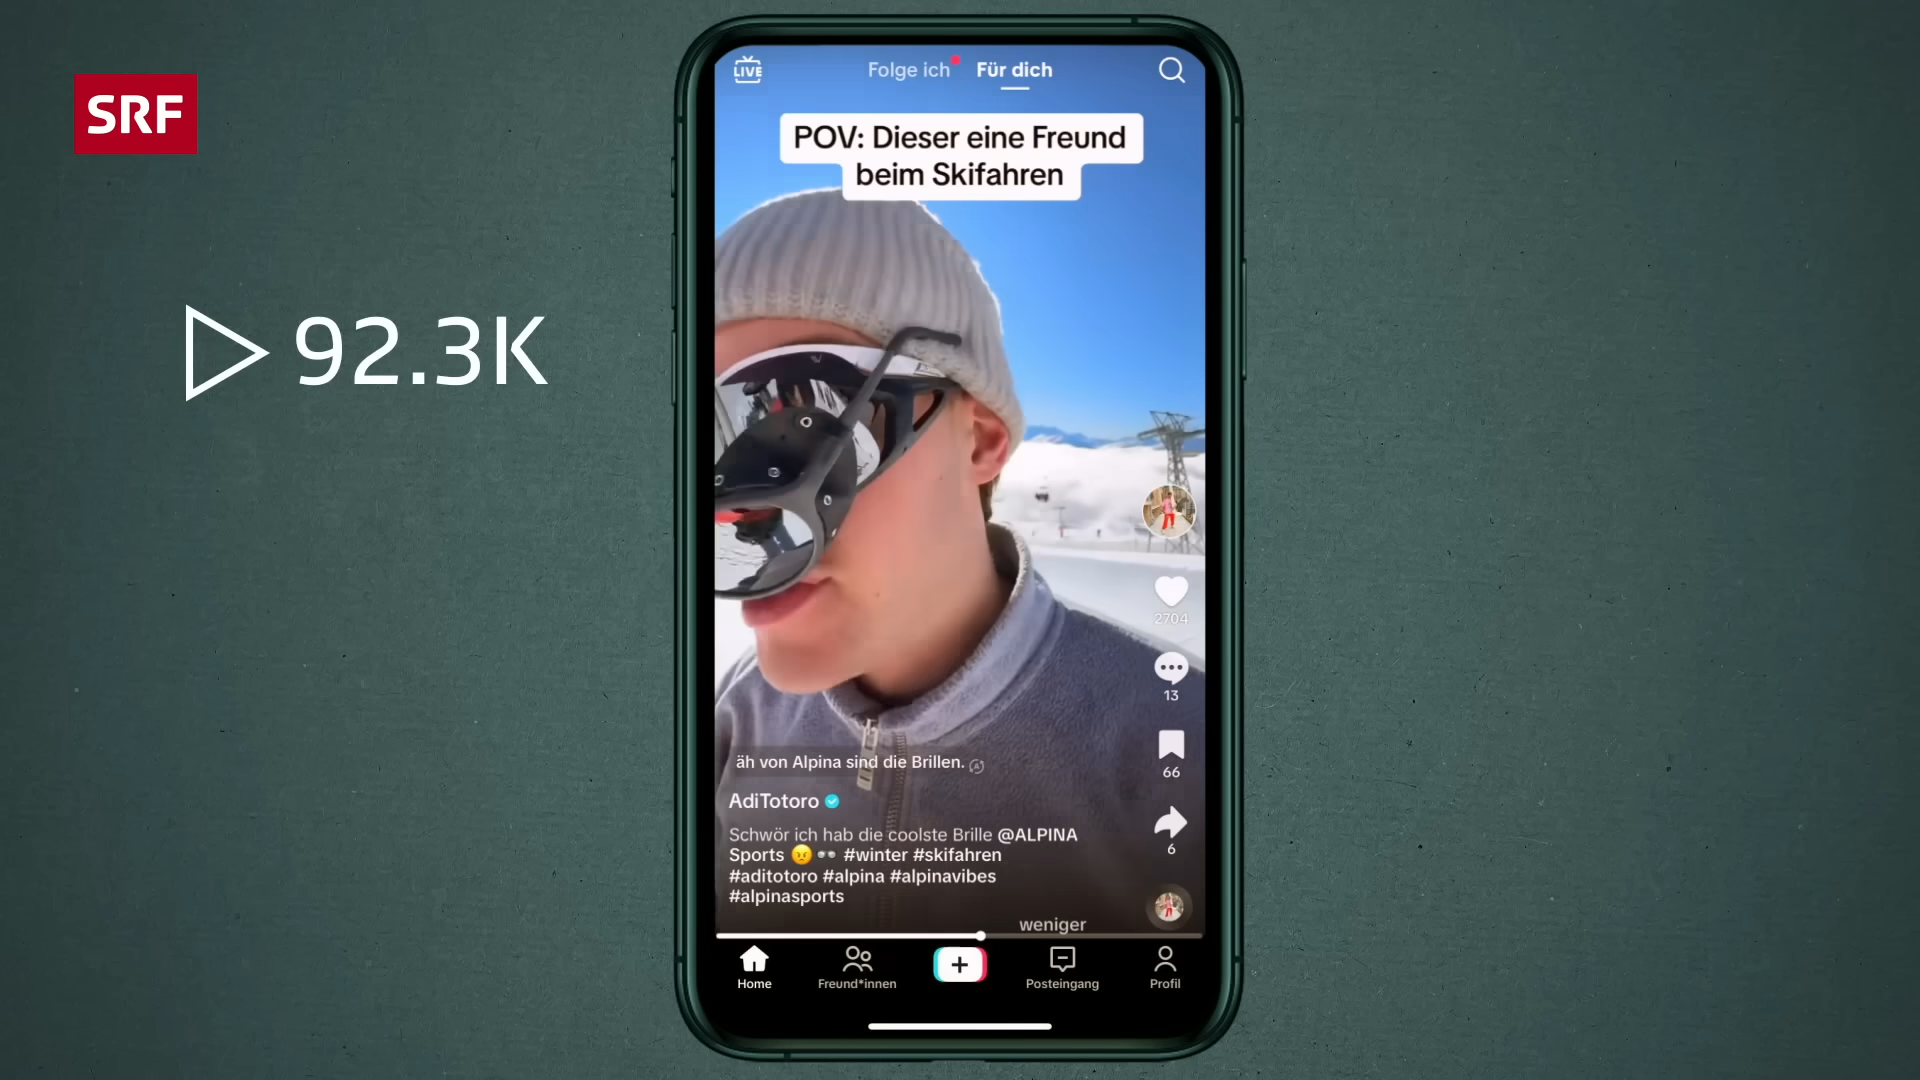 SRF
92.3K
LIVE
Folge ich
Für dich
POV: Dieser eine Freund
beim Skifahren
2704
13
66
6
äh von Alpina sind die Brillen.
AdiTotoro
Schwör ich hab die coolste Brille @ALPINA
Sports 😠🕶️ #winter #skifahren
#aditotoro #alpina #alpinavibes
#alpinasports
weniger
Home
Freund*innen
Posteingang
Profil